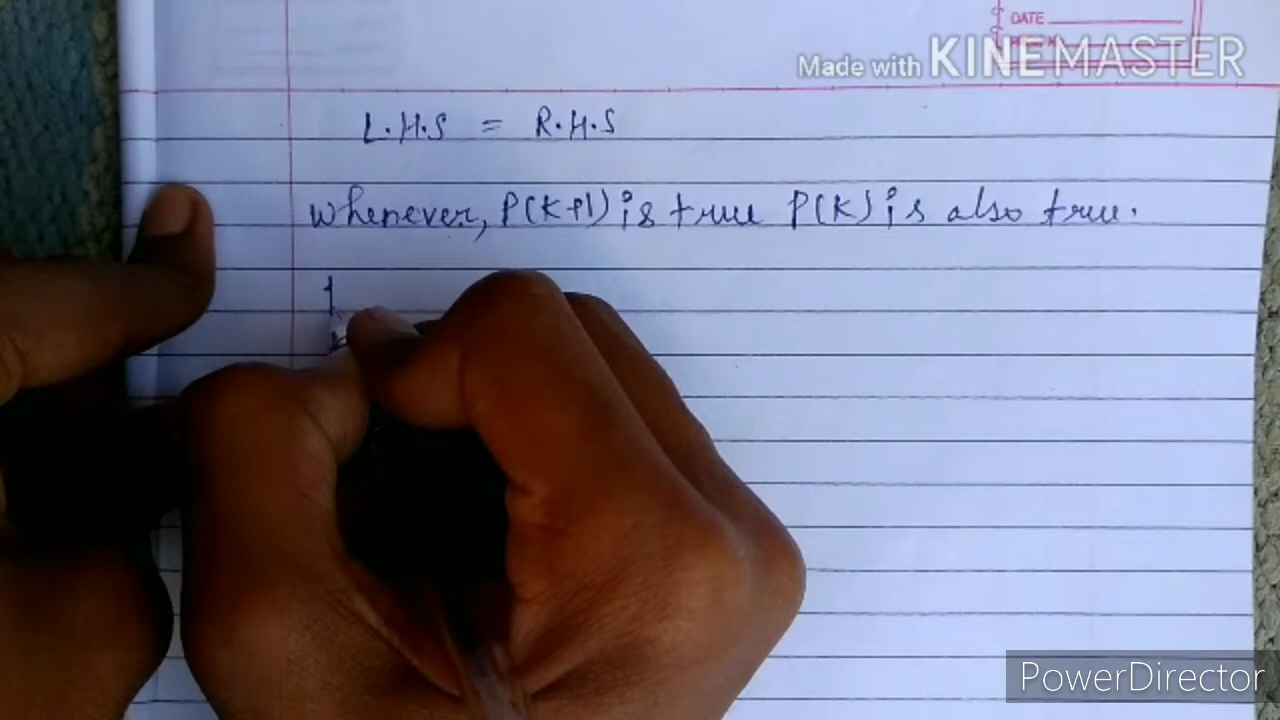 DATE
Made with KINEMASTER
L.H.S = R.H.S
Whenever, P(K+1) is true P(K) is also true.
PowerDirector